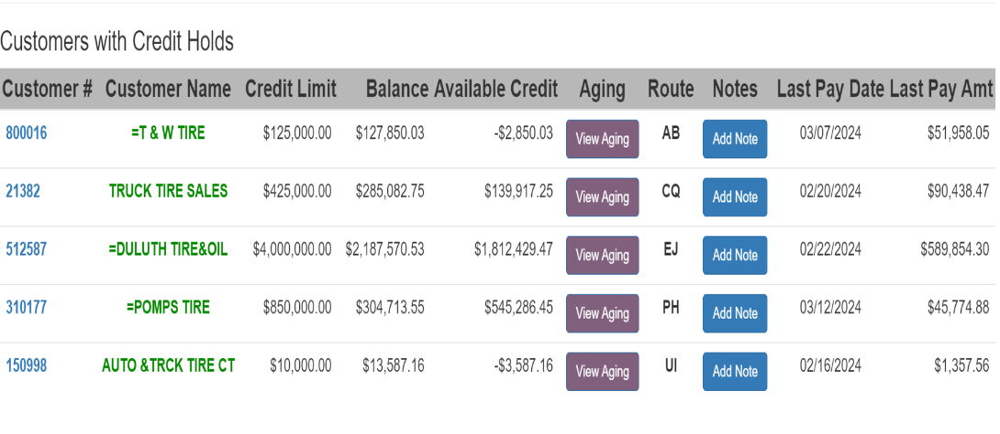 Customers with Credit Holds
Customer # Customer Name Credit Limit Balance Available Credit Aging Route Notes Last Pay Date Last Pay Amt
800016 =T & W TIRE $125,000.00 $127,850.03 -$2,850.03 View Aging AB Add Note 03/07/2024 $51,958.05
21382 TRUCK TIRE SALES $425,000.00 $285,082.75 $139,917.25 View Aging CQ Add Note 02/20/2024 $90,438.47
512587 =DULUTH TIRE&OIL $4,000,000.00 $2,187,570.53 $1,812,429.47 View Aging EJ Add Note 02/22/2024 $589,854.30
310177 =POMPS TIRE $850,000.00 $304,713.55 $545,286.45 View Aging PH Add Note 03/12/2024 $45,774.88
150998 AUTO &TRCK TIRE CT $10,000.00 $13,587.16 -$3,587.16 View Aging UI Add Note 02/16/2024 $1,357.56